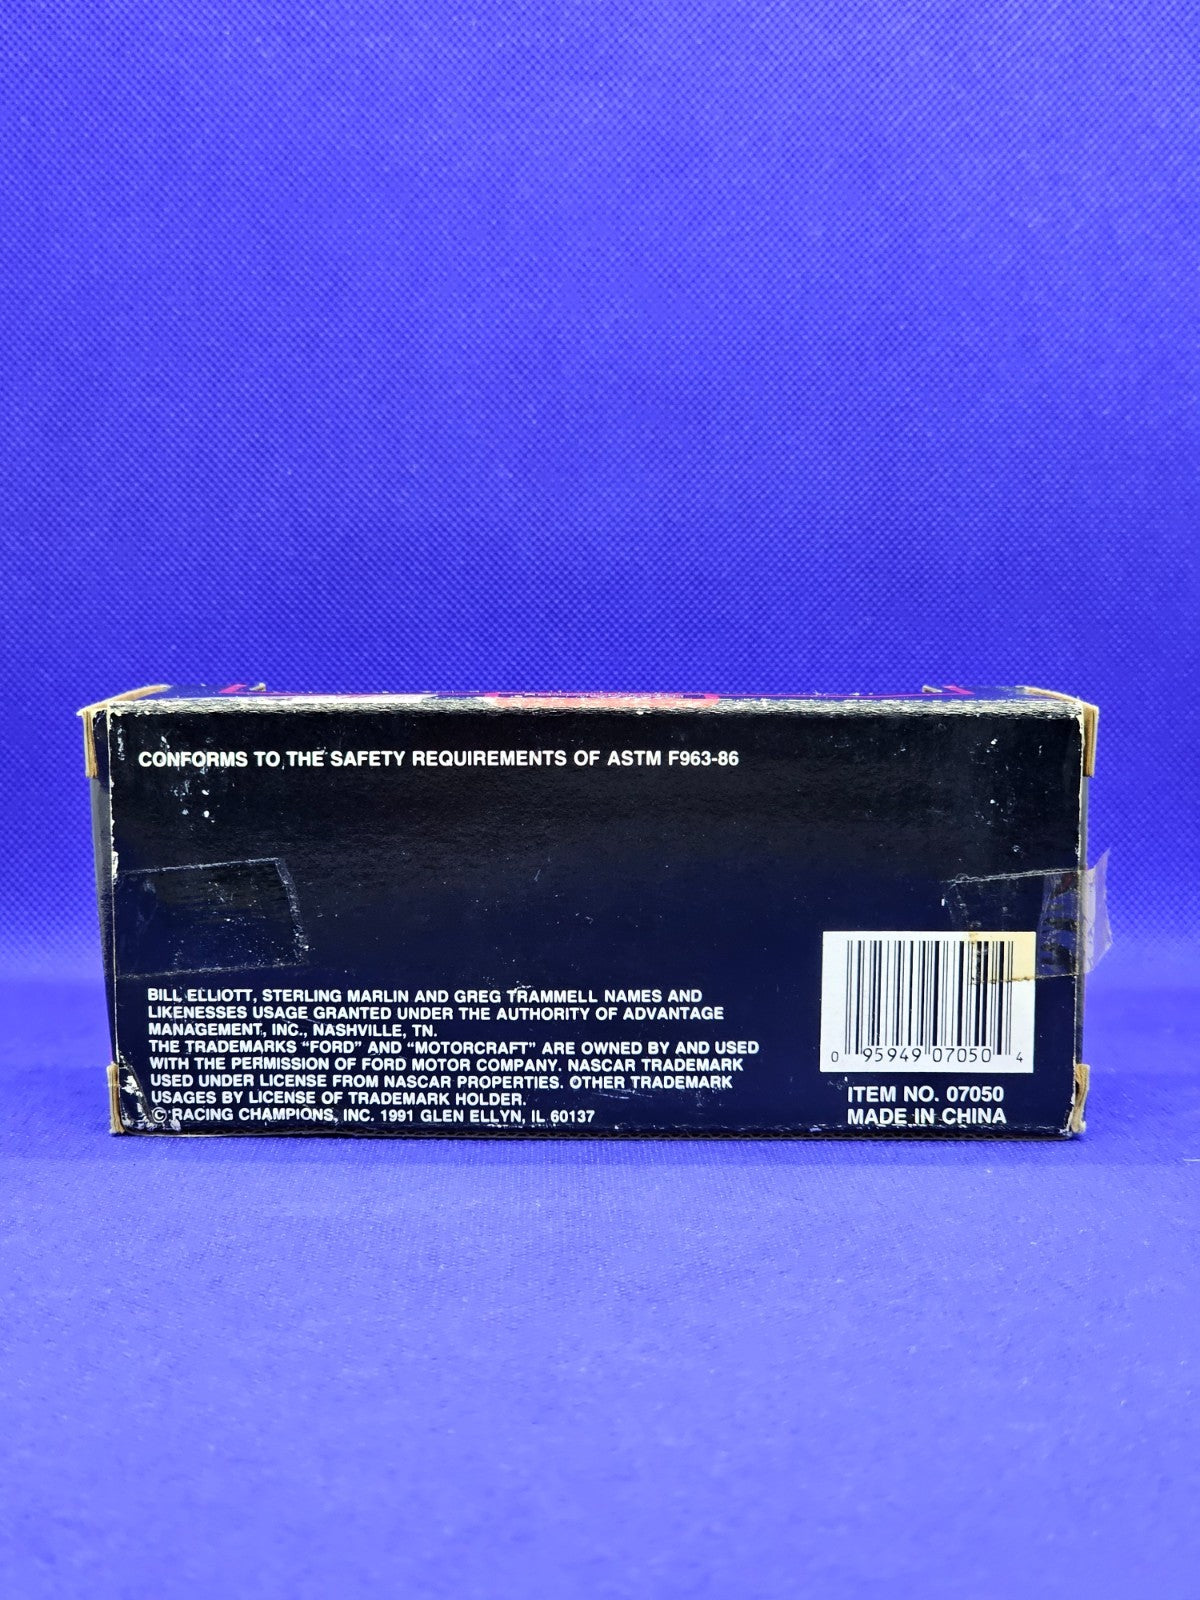 CONFORMS TO THE SAFETY REQUIREMENTS OF ASTM F963-86
BILL ELLIOTT, STERLING MARLIN AND GREG TRAMMELL NAMES AND
LIKENESSES USAGE GRANTED UNDER THE AUTHORITY OF ADVANTAGE
MANAGEMENT, INC., NASHVILLE, TN.
THE TRADEMARKS “FORD” AND “MOTORCRAFT” ARE OWNED BY AND USED
WITH THE PERMISSION OF FORD MOTOR COMPANY. NASCAR TRADEMARK
USED UNDER LICENSE FROM NASCAR PROPERTIES. OTHER TRADEMARK
USAGES BY LICENSE OF TRADEMARK HOLDER.
© RACING CHAMPIONS, INC. 1991 GLEN ELLYN, IL 60137
0 95949 07050 4
ITEM NO. 07050
MADE IN CHINA